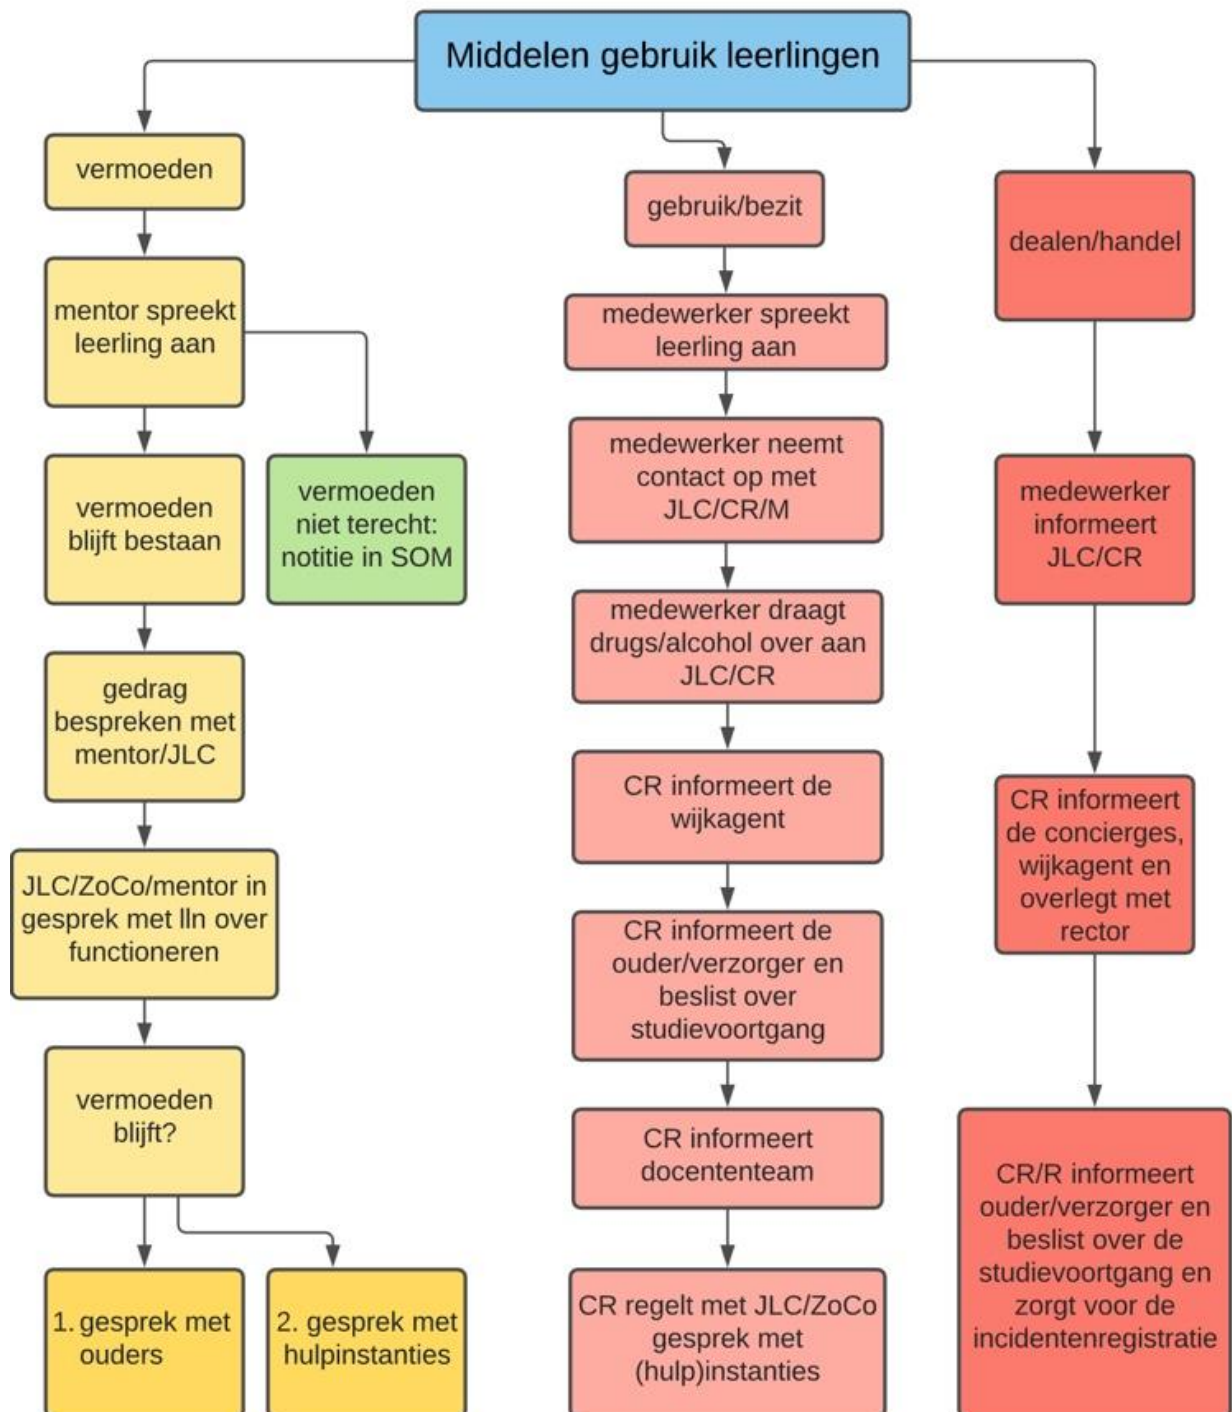 Middelen gebruik leerlingen
vermoeden
mentor spreekt
leerling aan
vermoeden
blijft bestaan
vermoeden
niet terecht:
notitie in SOM
gedrag
bespreken met
mentor/JLC
JLC/ZoCo/mentor in
gesprek met lln over
functioneren
vermoeden
blijft?
1. gesprek met
ouders
2. gesprek met
hulpinstanties
gebruik/bezit
medewerker spreekt
leerling aan
medewerker neemt
contact op met
JLC/CR/M
medewerker draagt
drugs/alcohol over aan
JLC/CR
CR informeert de
wijkagent
CR informeert de
ouder/verzorger en
beslist over
studievoortgang
CR informeert
docententeam
CR regelt met JLC/ZoCo
gesprek met
(hulp)instanties
dealen/handel
medewerker
informeert
JLC/CR
CR informeert
de concierges,
wijkagent en
overlegt met
rector
CR/R informeert
ouder/verzorger en
beslist over de
studievoortgang en
zorgt voor de
incidentenregistratie